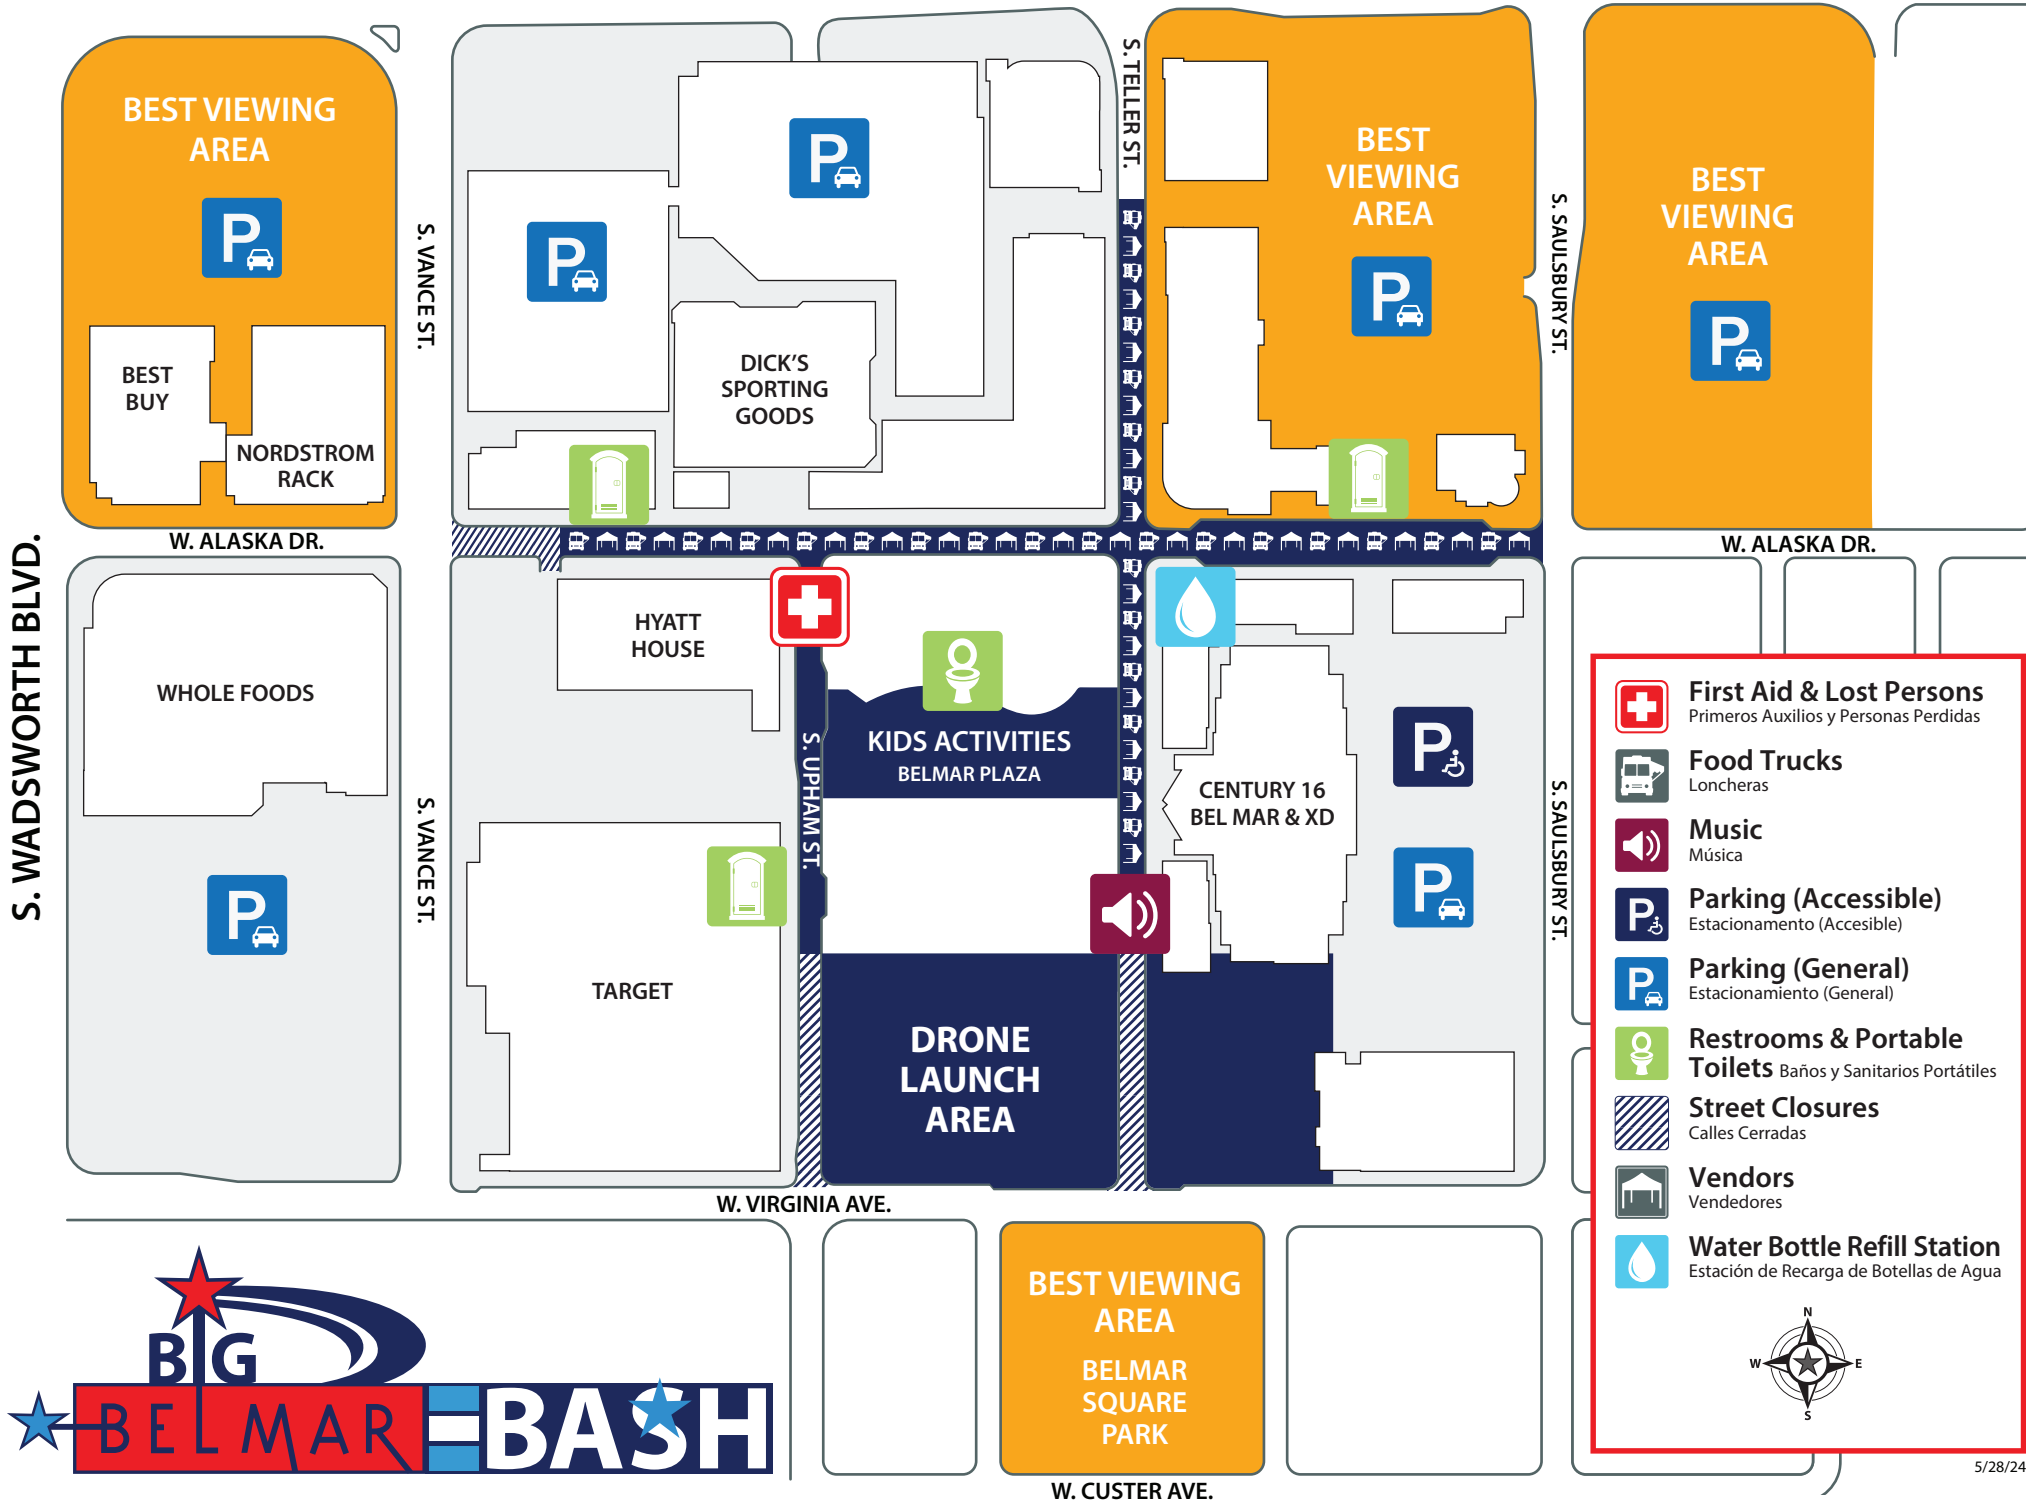 BEST VIEWING
AREA
P
S. VANCE ST.
BEST
BUY
NORDSTROM
RACK
W. ALASKA DR.
P
P
DICK'S
SPORTING
GOODS
S. TELLER ST.
BEST
VIEWING
AREA
P
S. SAULSBURY ST.
BEST
VIEWING
AREA
P
W. ALASKA DR.
S. WADSWORTH BLVD.
WHOLE FOODS
P
S. VANCE ST.
HYATT
HOUSE
TARGET
S. UPHAM ST.
KIDS ACTIVITIES
BELMAR PLAZA
DRONE
LAUNCH
AREA
CENTURY 16
BEL MAR & XD
P
P
S. SAULSBURY ST.
W. VIRGINIA AVE.
BEST VIEWING
AREA
BELMAR
SQUARE
PARK
W. CUSTER AVE.
BIG
BELMAR BASH
First Aid & Lost Persons
Primeros Auxilios y Personas Perdidas
Food Trucks
Loncheras
Music
Música
P
Parking (Accessible)
Estacionamento (Accesible)
P
Parking (General)
Estacionamiento (General)
Restrooms & Portable
Toilets Baños y Sanitarios Portátiles
Street Closures
Calles Cerradas
Vendors
Vendedores
Water Bottle Refill Station
Estación de Recarga de Botellas de Agua
N
W E
S
5/28/24